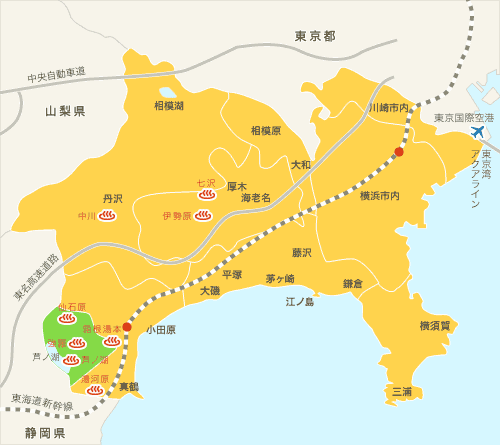 東京都
中央自動車道
山梨県
相模湖
川崎市内
東京国際空港
相模原
東京湾
アクアライン
大和
七沢
厚木
海老名
丹沢
横浜市内
中川
伊勢原
藤沢
東名高速道路
平塚
茅ヶ崎
鎌倉
大磯
江ノ島
仙石原
箱根湯本
小田原
横須賀
強羅
芦ノ湖
芦ノ湖
湯河原
真鶴
三浦
東海道新幹線
静岡県